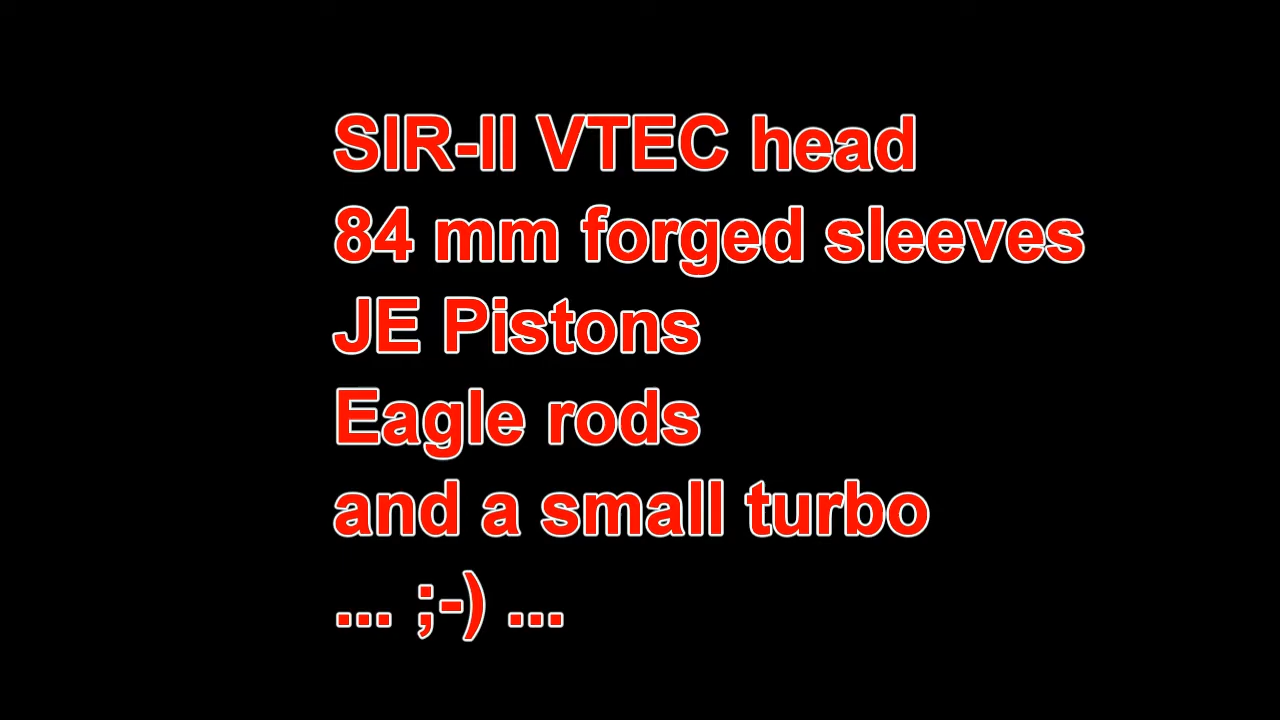 SIR-II VTEC head
84 mm forged sleeves
JE Pistons
Eagle rods
and a small turbo
... ;-) ...